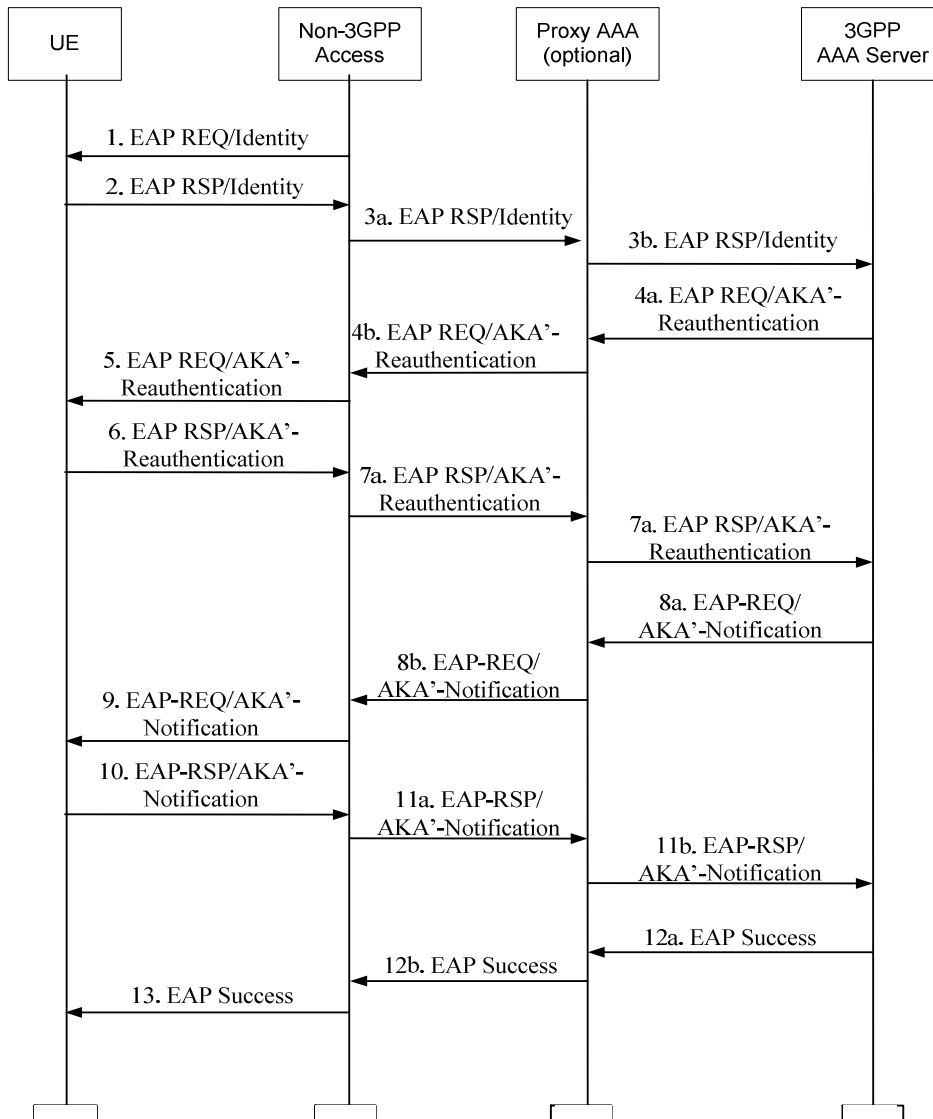 UE
Non-3GPP
Access
Proxy AAA
(optional)
3GPP
AAA Server
1. EAP REQ/Identity
2. EAP RSP/Identity
3a. EAP RSP/Identity
3b. EAP RSP/Identity
4a. EAP REQ/AKA’-
Reauthentication
4b. EAP REQ/AKA’-
Reauthentication
5. EAP REQ/AKA’-
Reauthentication
6. EAP RSP/AKA’-
Reauthentication
7a. EAP RSP/AKA’-
Reauthentication
7a. EAP RSP/AKA’-
Reauthentication
8a. EAP-REQ/
AKA’-Notification
8b. EAP-REQ/
AKA’-Notification
9. EAP-REQ/AKA’-
Notification
10. EAP-RSP/AKA’-
Notification
11a. EAP-RSP/
AKA’-Notification
11b. EAP-RSP/
AKA’-Notification
12a. EAP Success
12b. EAP Success
13. EAP Success